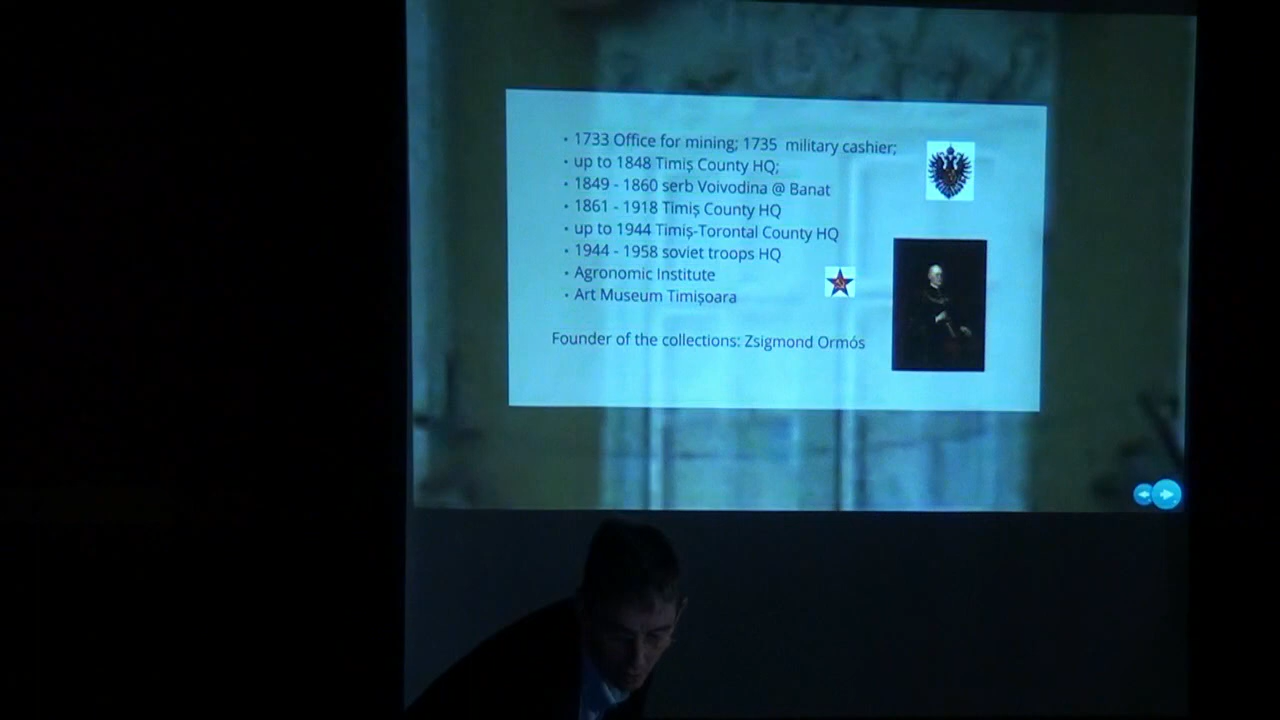 • 1733 Office for mining; 1735 military cashier;
• up to 1848 Timiș County HQ;
• 1849 - 1860 serb Voivodina @ Banat
• 1861 - 1918 Timiș County HQ
• up to 1944 Timiș-Torontal County HQ
• 1944 - 1958 soviet troops HQ
• Agronomic Institute
• Art Museum Timișoara
Founder of the collections: Zsigmond Ormós